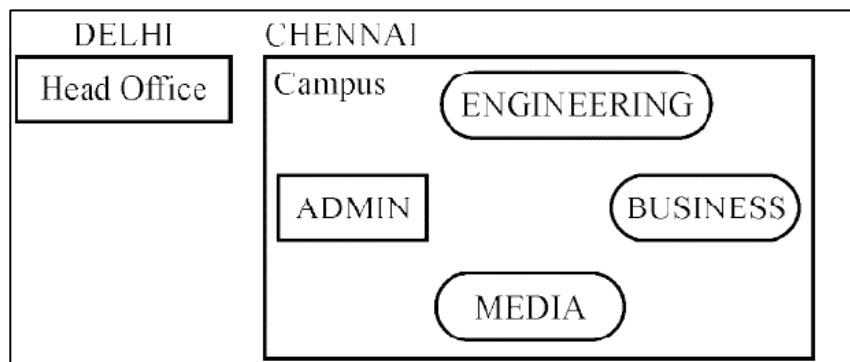 DELHI
CHENNAI
Head Office
Campus
ENGINEERING
ADMIN
BUSINESS
MEDIA